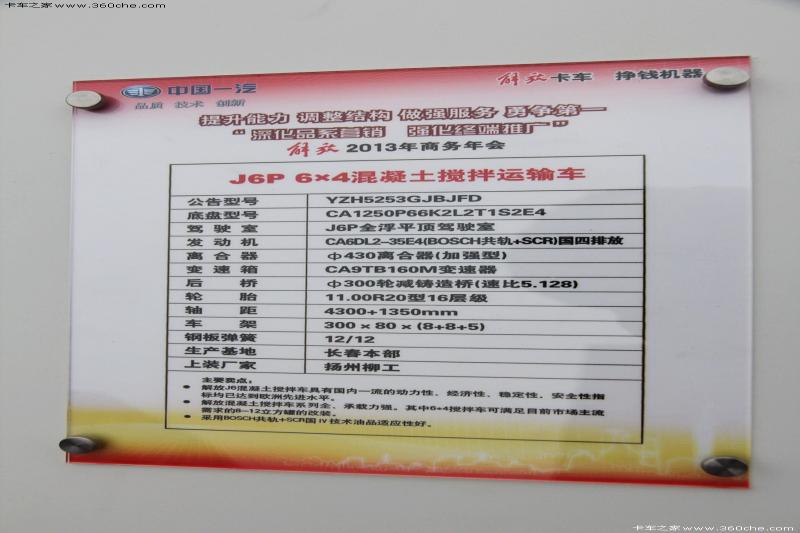 卡车之家 www.360che.com
中国一汽
品质 技术 创新
解放卡车 挣钱机器
提升能力 调整结构 做强服务 勇争第一
“深化品系营销 强化终端推广”
解放 2013年商务年会
J6P 6×4混凝土搅拌运输车
公告型号 YZH5253GJBJFD
底盘型号 CA1250P66K2L2T1S2E4
驾驶室 J6P全浮平顶驾驶室
发动机 CA6DL2-35E4(BOSCH共轨+SCR)国四排放
离合器 φ430离合器(加强型)
变速箱 CA9TB160M变速器
后桥 φ300轮减铸造桥(速比5.128)
轮胎 11.00R20型16层级
轴距 4300+1350mm
车架 300×80×(8+8+5)
钢板弹簧 12/12
生产基地 长春本部
上装厂家 扬州柳工
主要卖点：
● 解放J6混凝土搅拌车具有国内一流的动力性、经济性、稳定性、安全性指
标均已达到欧洲先进水平。
● 解放混凝土搅拌车系列全、承载力强。其中6*4搅拌车可满足目前市场主流
需求的8-12立方罐的改装。
● 采用BOSCH共轨+SCR国Ⅳ技术油品适应性好。
卡车之家 www.360che.com